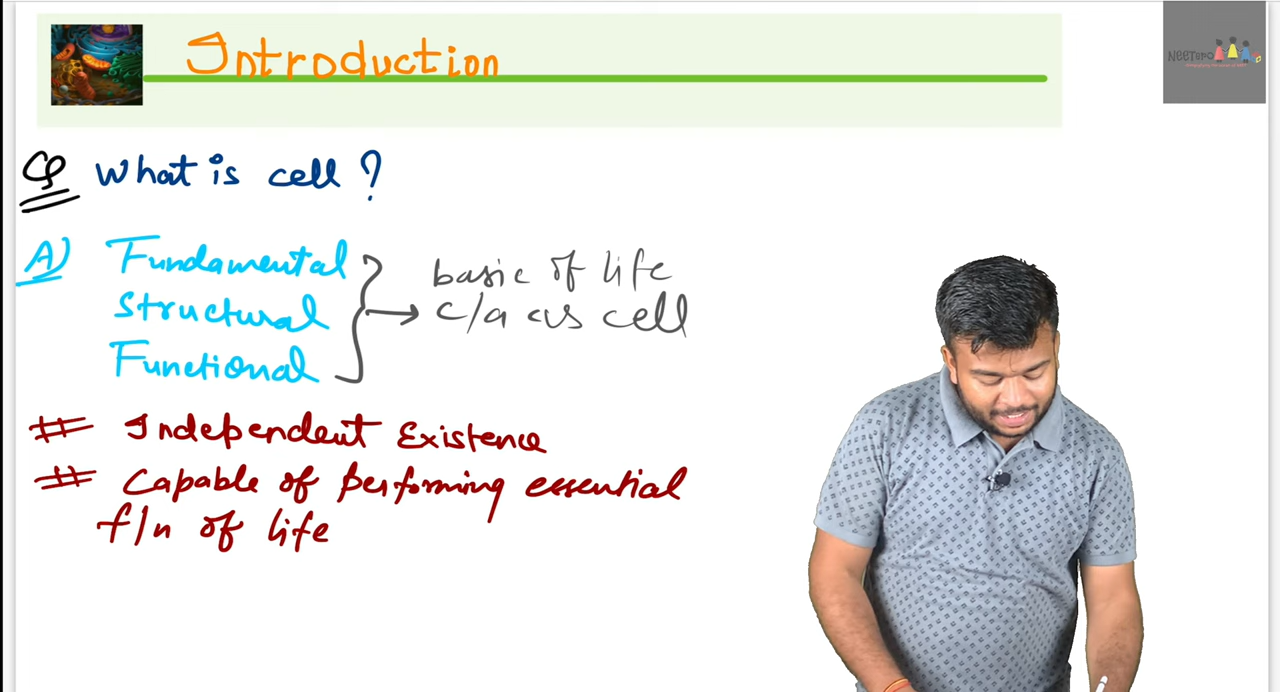 Introduction
NEETopro
Q What is cell ?
A) Fundamental
Structural
Functional
basic of life
c/a as cell
# Independent Existence
# Capable of performing essential
f/n of life